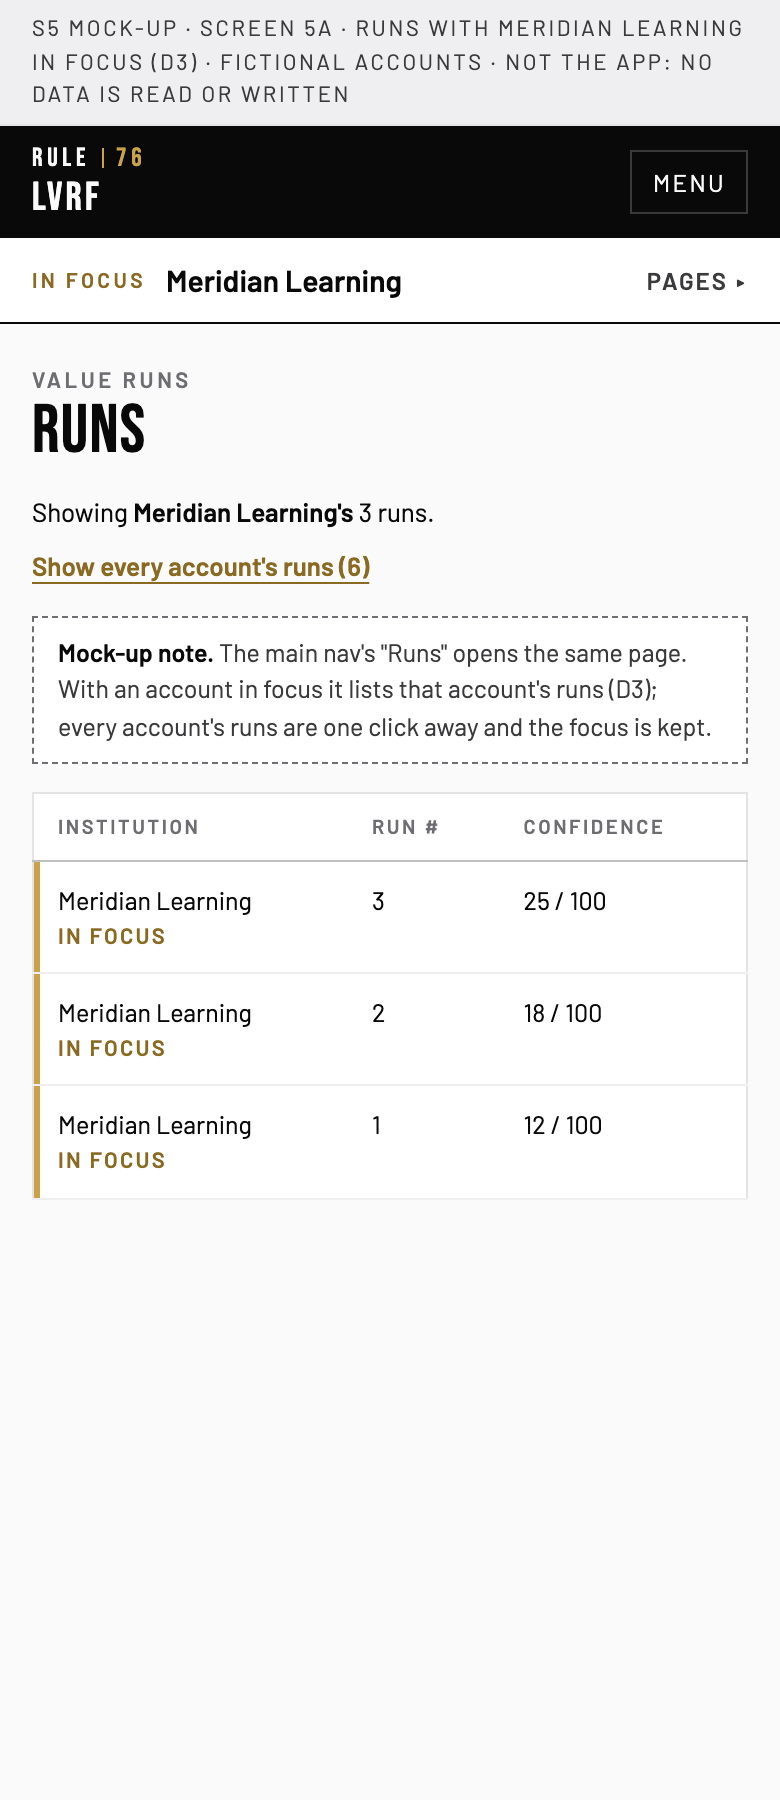 S5 MOCK-UP · SCREEN 5A · RUNS WITH MERIDIAN LEARNING
IN FOCUS (D3) · FICTIONAL ACCOUNTS · NOT THE APP: NO
DATA IS READ OR WRITTEN
RULE | 76
LVRF
MENU
IN FOCUS Meridian Learning PAGES ▸
VALUE RUNS
RUNS
Showing Meridian Learning's 3 runs.
Show every account's runs (6)
Mock-up note. The main nav's "Runs" opens the same page.
With an account in focus it lists that account's runs (D3);
every account's runs are one click away and the focus is kept.
INSTITUTION RUN # CONFIDENCE
Meridian Learning 3 25 / 100
IN FOCUS
Meridian Learning 2 18 / 100
IN FOCUS
Meridian Learning 1 12 / 100
IN FOCUS